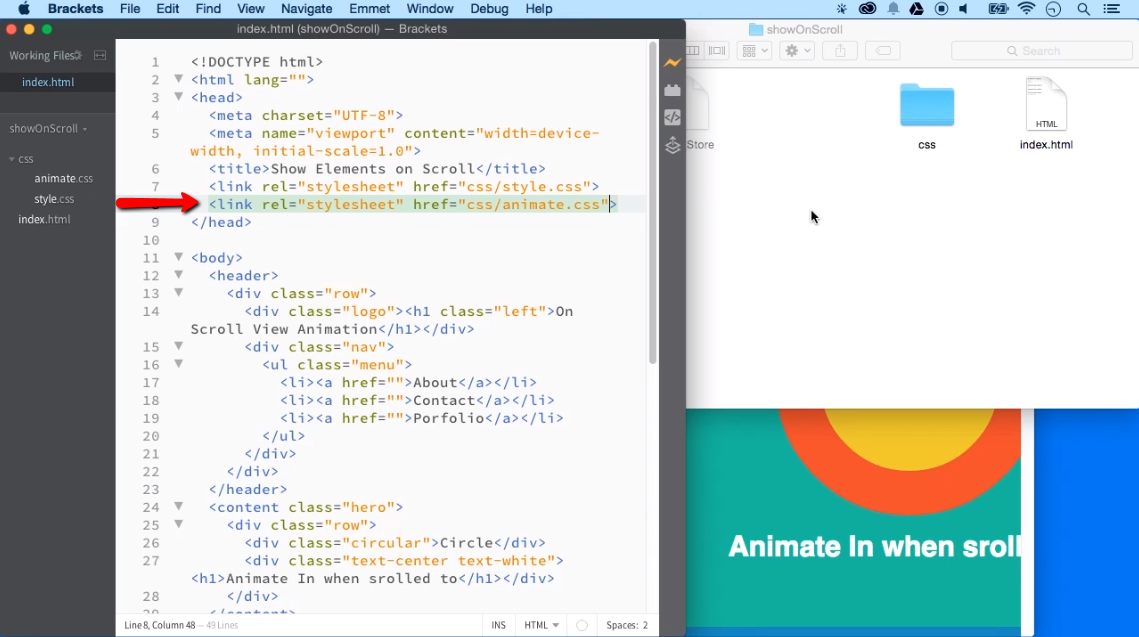 Brackets File Edit Find View Navigate Emmet Window Debug Help
index.html (showOnScroll) — Brackets
Working Files
index.html
showOnScroll
css
animate.css
style.css
index.html
1 <!DOCTYPE html>
2 <html lang="">
3 <head>
4 <meta charset="UTF-8">
5 <meta name="viewport" content="width=device-
width, initial-scale=1.0">
6 <title>Show Elements on Scroll</title>
7 <link rel="stylesheet" href="css/style.css">
8 <link rel="stylesheet" href="css/animate.css">
9 </head>
10
11 <body>
12 <header>
13 <div class="row">
14 <div class="logo"><h1 class="left">On
Scroll View Animation</h1></div>
15 <div class="nav">
16 <ul class="menu">
17 <li><a href="">About</a></li>
18 <li><a href="">Contact</a></li>
19 <li><a href="">Porfolio</a></li>
20 </ul>
21 </div>
22 </div>
23 </header>
24 <content class="hero">
25 <div class="row">
26 <div class="circular">Circle</div>
27 <div class="text-center text-white">
<h1>Animate In when srolled to</h1></div>
28 </div>
29 </content>
Line 8, Column 48 — 49 Lines
INS HTML Spaces: 2
showOnScroll
Search
Store
css
index.html
HTML
Animate In when sroll